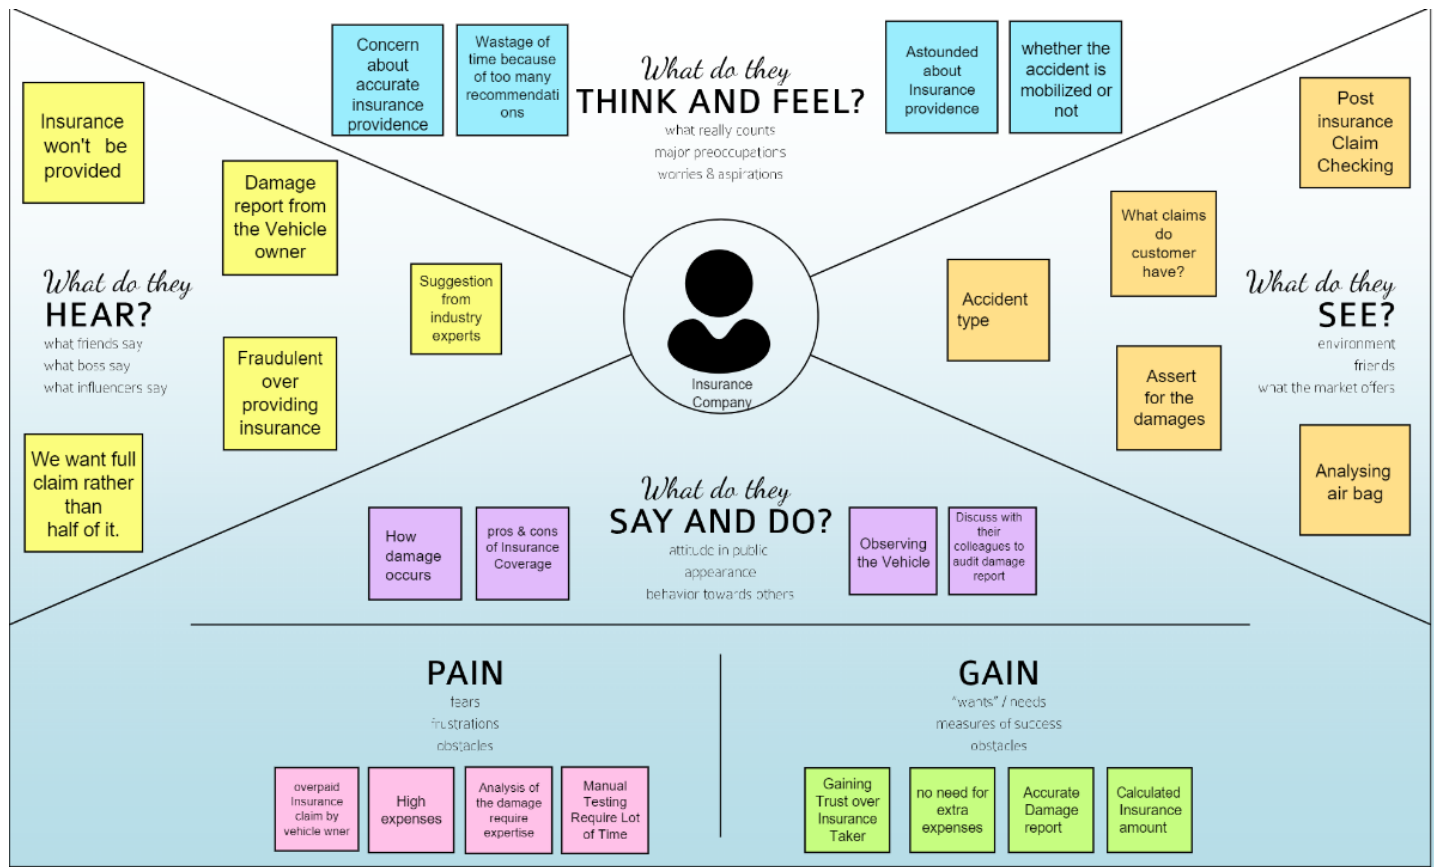 Concern
about
accurate
insurance
providence
Wastage of
time because
of too many
recommendati
ons
What do they
THINK AND FEEL?
what really counts
major preoccupations
worries & aspirations
Astounded
about
Insurance
providence
whether the
accident is
mobilized or
not
Insurance
won't be
provided
Damage
report from
the Vehicle
owner
Suggestion
from
industry
experts
What do they
HEAR?
what friends say
what boss say
what influencers say
Fraudulent
over
providing
insurance
We want full
claim rather
than
half of it.
Insurance
Company
Post
insurance
Claim
Checking
What claims
do
customer
have?
Accident
type
What do they
SEE?
environment
friends
what the market offers
Assert
for the
damages
Analysing
air bag
What do they
SAY AND DO?
attitude in public
appearance
behavior towards others
How
damage
occurs
pros & cons
of Insurance
Coverage
Observing
the Vehicle
Discuss with
their
colleagues to
audit damage
report
PAIN
fears
frustrations
obstacles
overpaid
Insurance
claim by
vehicle wner
High
expenses
Analysis of
the damage
require
expertise
Manual
Testing
Require Lot
of Time
GAIN
"wants" / needs
measures of success
obstacles
Gaining
Trust over
Insurance
Taker
no need for
extra
expenses
Accurate
Damage
report
Calculated
Insurance
amount